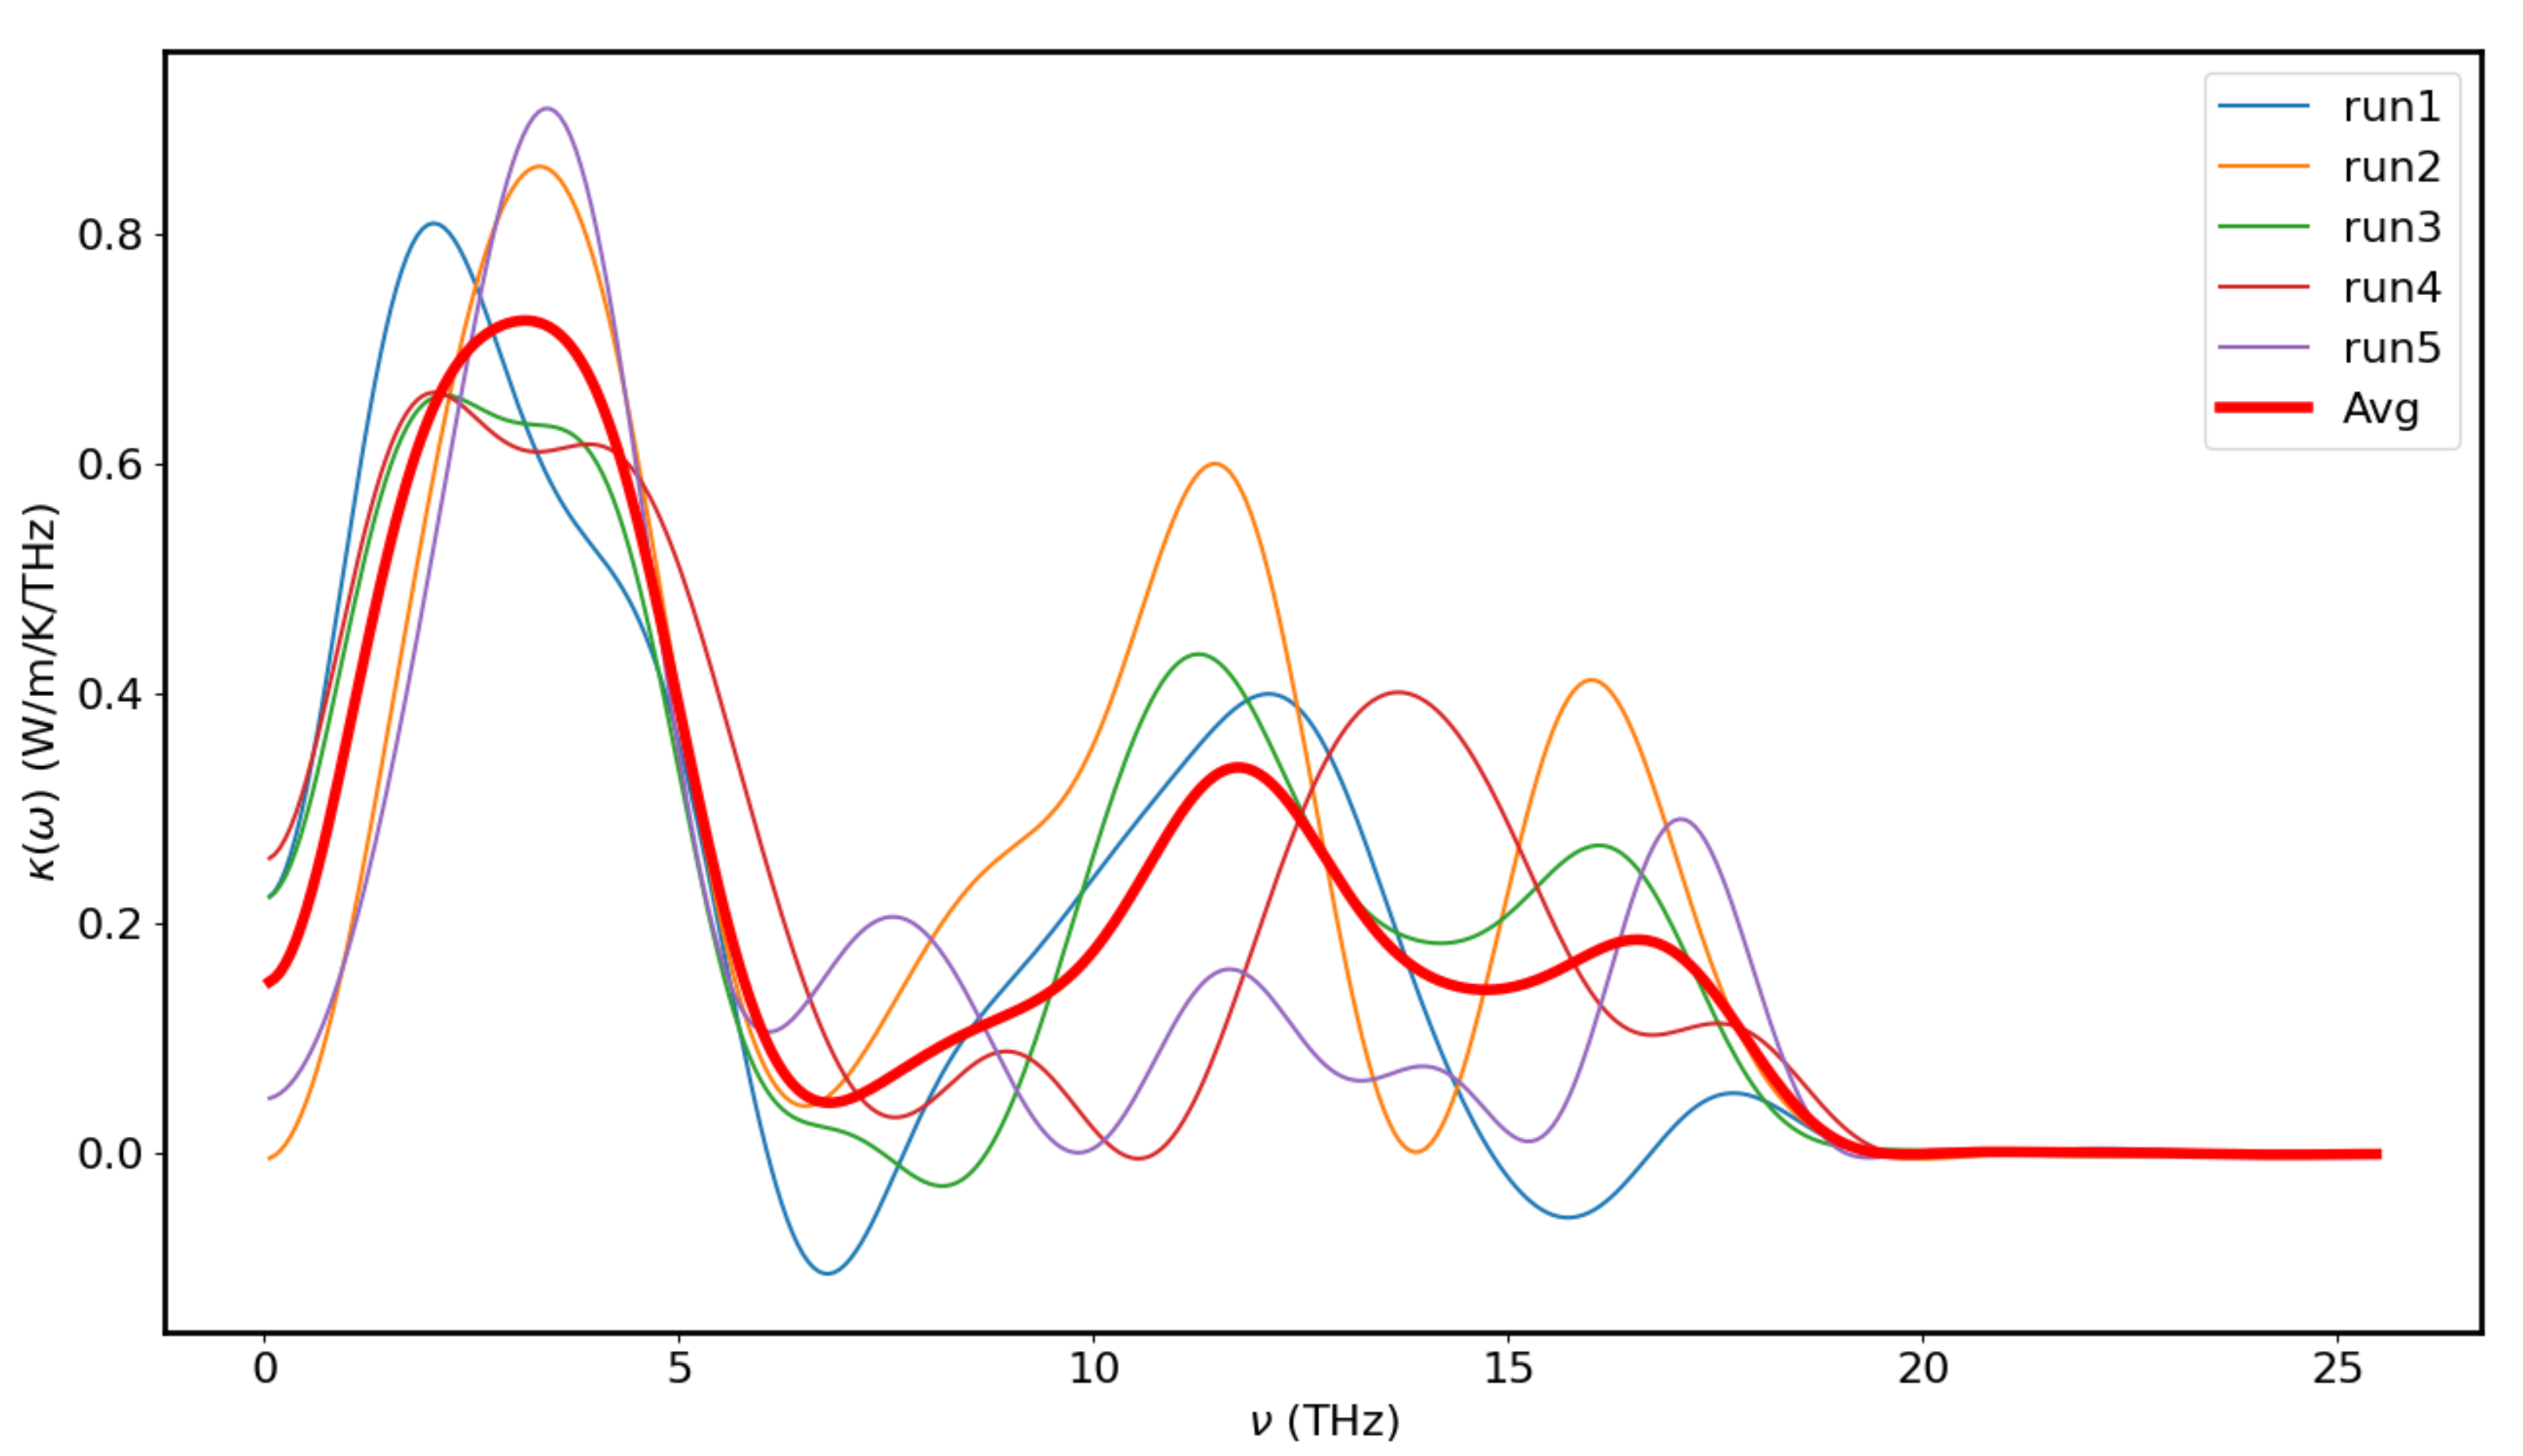 run1
run2
run3
run4
run5
Avg
0.8
0.6
0.4
0.2
0.0
κ(ω) (W/m/K/THz)
0 5 10 15 20 25
ν (THz)